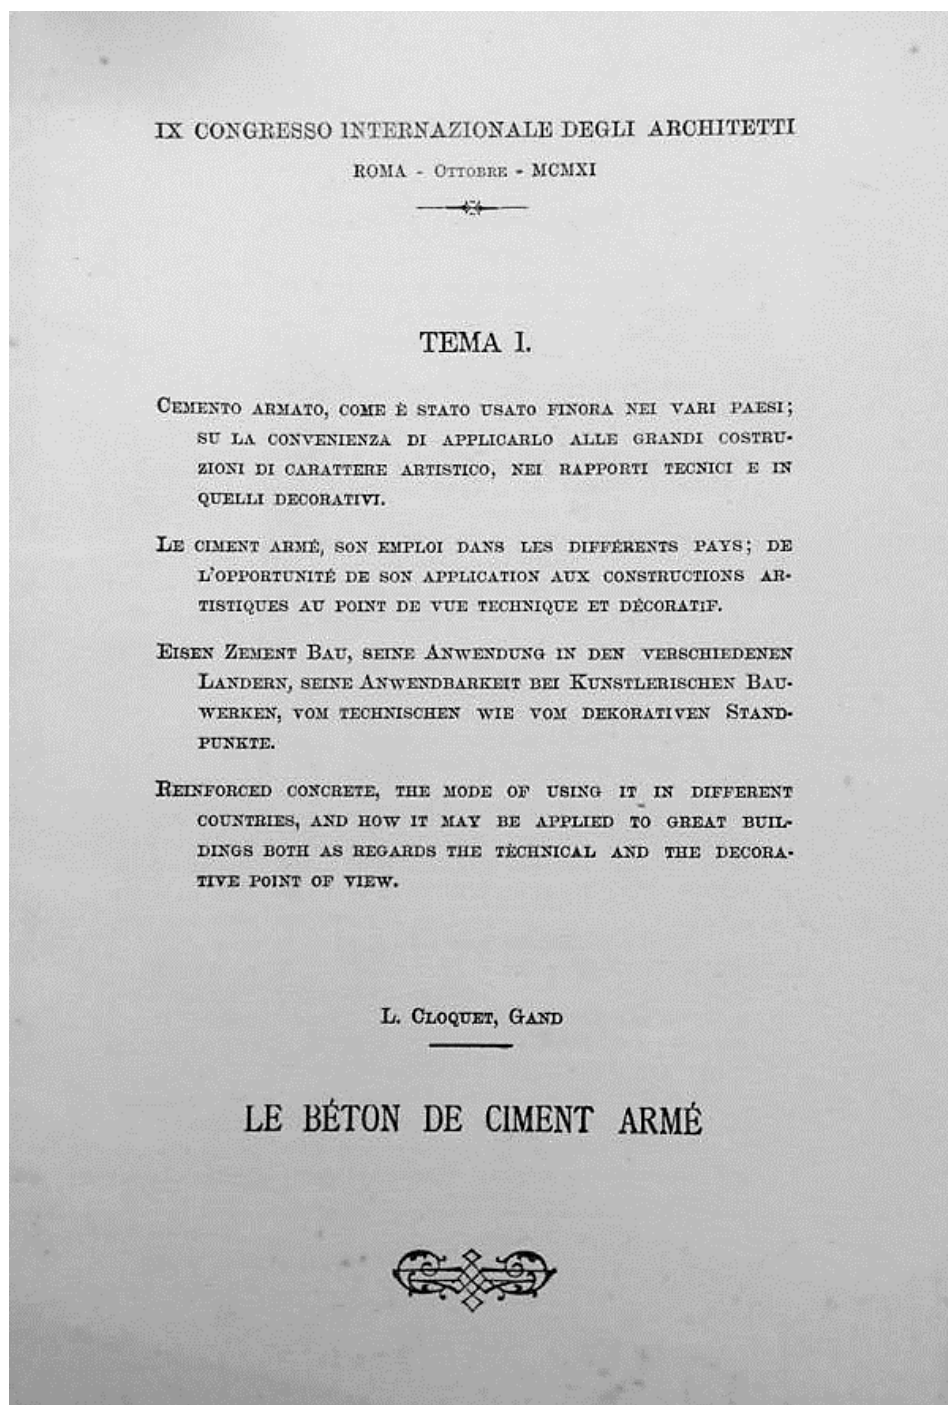 IX CONGRESSO INTERNAZIONALE DEGLI ARCHITETTI
ROMA - OTTOBRE - MCMXI
TEMA I.
CEMENTO ARMATO, COME È STATO USATO FINORA NEI VARI PAESI;
SU LA CONVENIENZA DI APPLICARLO ALLE GRANDI COSTRU-
ZIONI DI CARATTERE ARTISTICO, NEI RAPPORTI TECNICI E IN
QUELLI DECORATIVI.
LE CIMENT ARMÉ, SON EMPLOI DANS LES DIFFÉRENTS PAYS; DE
L'OPPORTUNITÉ DE SON APPLICATION AUX CONSTRUCTIONS AR-
TISTIQUES AU POINT DE VUE TECHNIQUE ET DÉCORATIF.
EISEN ZEMENT BAU, SEINE ANWENDUNG IN DEN VERSCHIEDENEN
LANDERN, SEINE ANWENDBARKEIT BEI KUNSTLERISCHEN BAU-
WERKEN, VOM TECHNISCHEN WIE VOM DEKORATIVEN STAND-
PUNKTE.
REINFORCED CONCRETE, THE MODE OF USING IT IN DIFFERENT
COUNTRIES, AND HOW IT MAY BE APPLIED TO GREAT BUIL-
DINGS BOTH AS REGARDS THE TÈCHNICAL AND THE DECORA-
TIVE POINT OF VIEW.
L. CLOQUET, GAND
LE BÉTON DE CIMENT ARMÉ